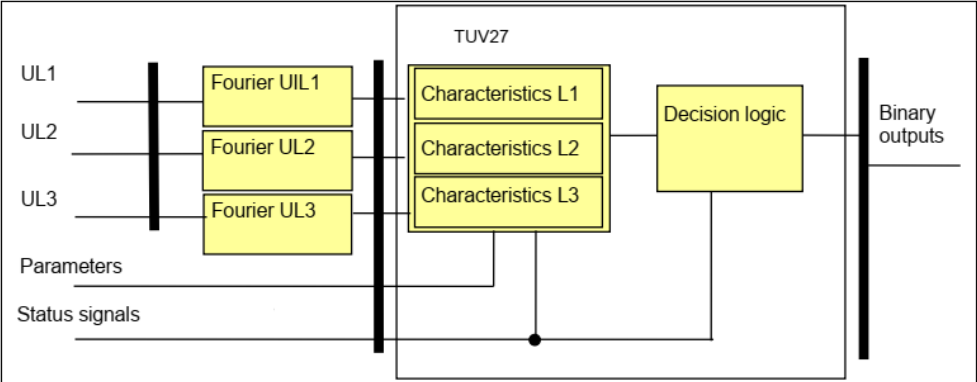 TUV27
UL1
Fourier UIL1
Characteristics L1
Decision logic
Binary
outputs
UL2
Fourier UL2
Characteristics L2
UL3
Fourier UL3
Characteristics L3
Parameters
Status signals